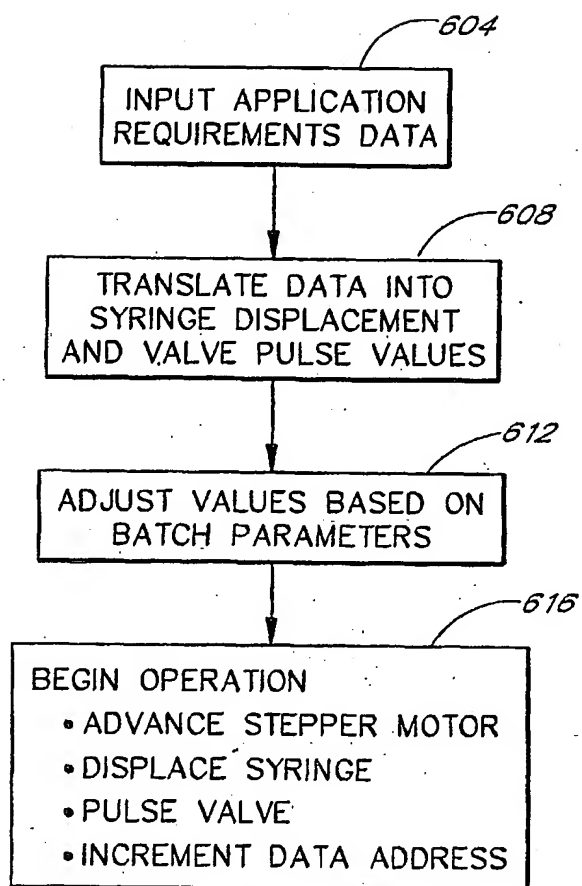 604
INPUT APPLICATION
REQUIREMENTS DATA
608
TRANSLATE DATA INTO
SYRINGE DISPLACEMENT
AND VALVE PULSE VALUES
612
ADJUST VALUES BASED ON
BATCH PARAMETERS
616
BEGIN OPERATION
• ADVANCE STEPPER MOTOR
• DISPLACE SYRINGE
• PULSE VALVE
• INCREMENT DATA ADDRESS